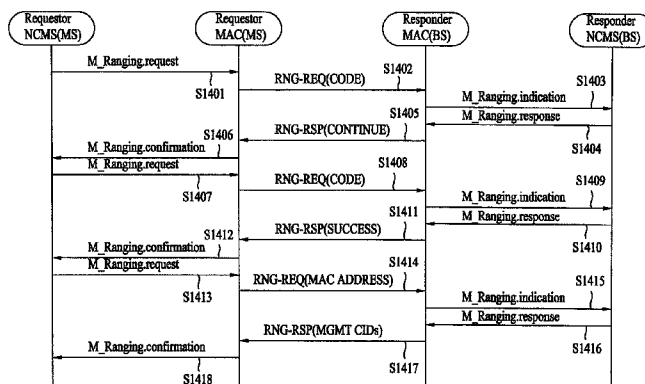 Requestor
NCMS(MS)
Requestor
MAC(MS)
Responder
MAC(BS)
Responder
NCMS(BS)
M_Ranging.request
S1401
RNG-REQ(CODE)
S1402
S1403
M_Ranging.indication
M_Ranging.response
S1404
S1405
RNG-RSP(CONTINUE)
S1406
M_Ranging.confirmation
M_Ranging.request
S1407
S1408
RNG-REQ(CODE)
S1409
M_Ranging.indication
M_Ranging.response
S1410
S1411
RNG-RSP(SUCCESS)
S1412
M_Ranging.confirmation
M_Ranging.request
S1413
S1414
RNG-REQ(MAC ADDRESS)
S1415
M_Ranging.indication
M_Ranging.response
S1416
RNG-RSP(MGMT CIDs)
S1417
M_Ranging.confirmation
S1418